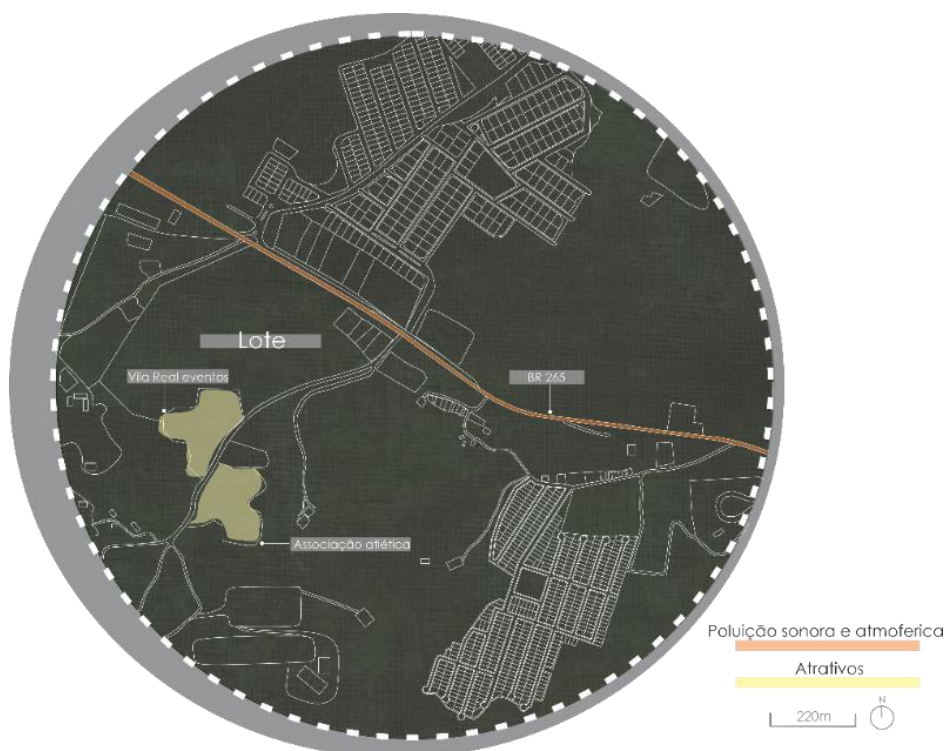 Lote
Vila Real eventos
BR 265
Associação atlética
Poluição sonora e atmoferica
Atrativos
N
220m